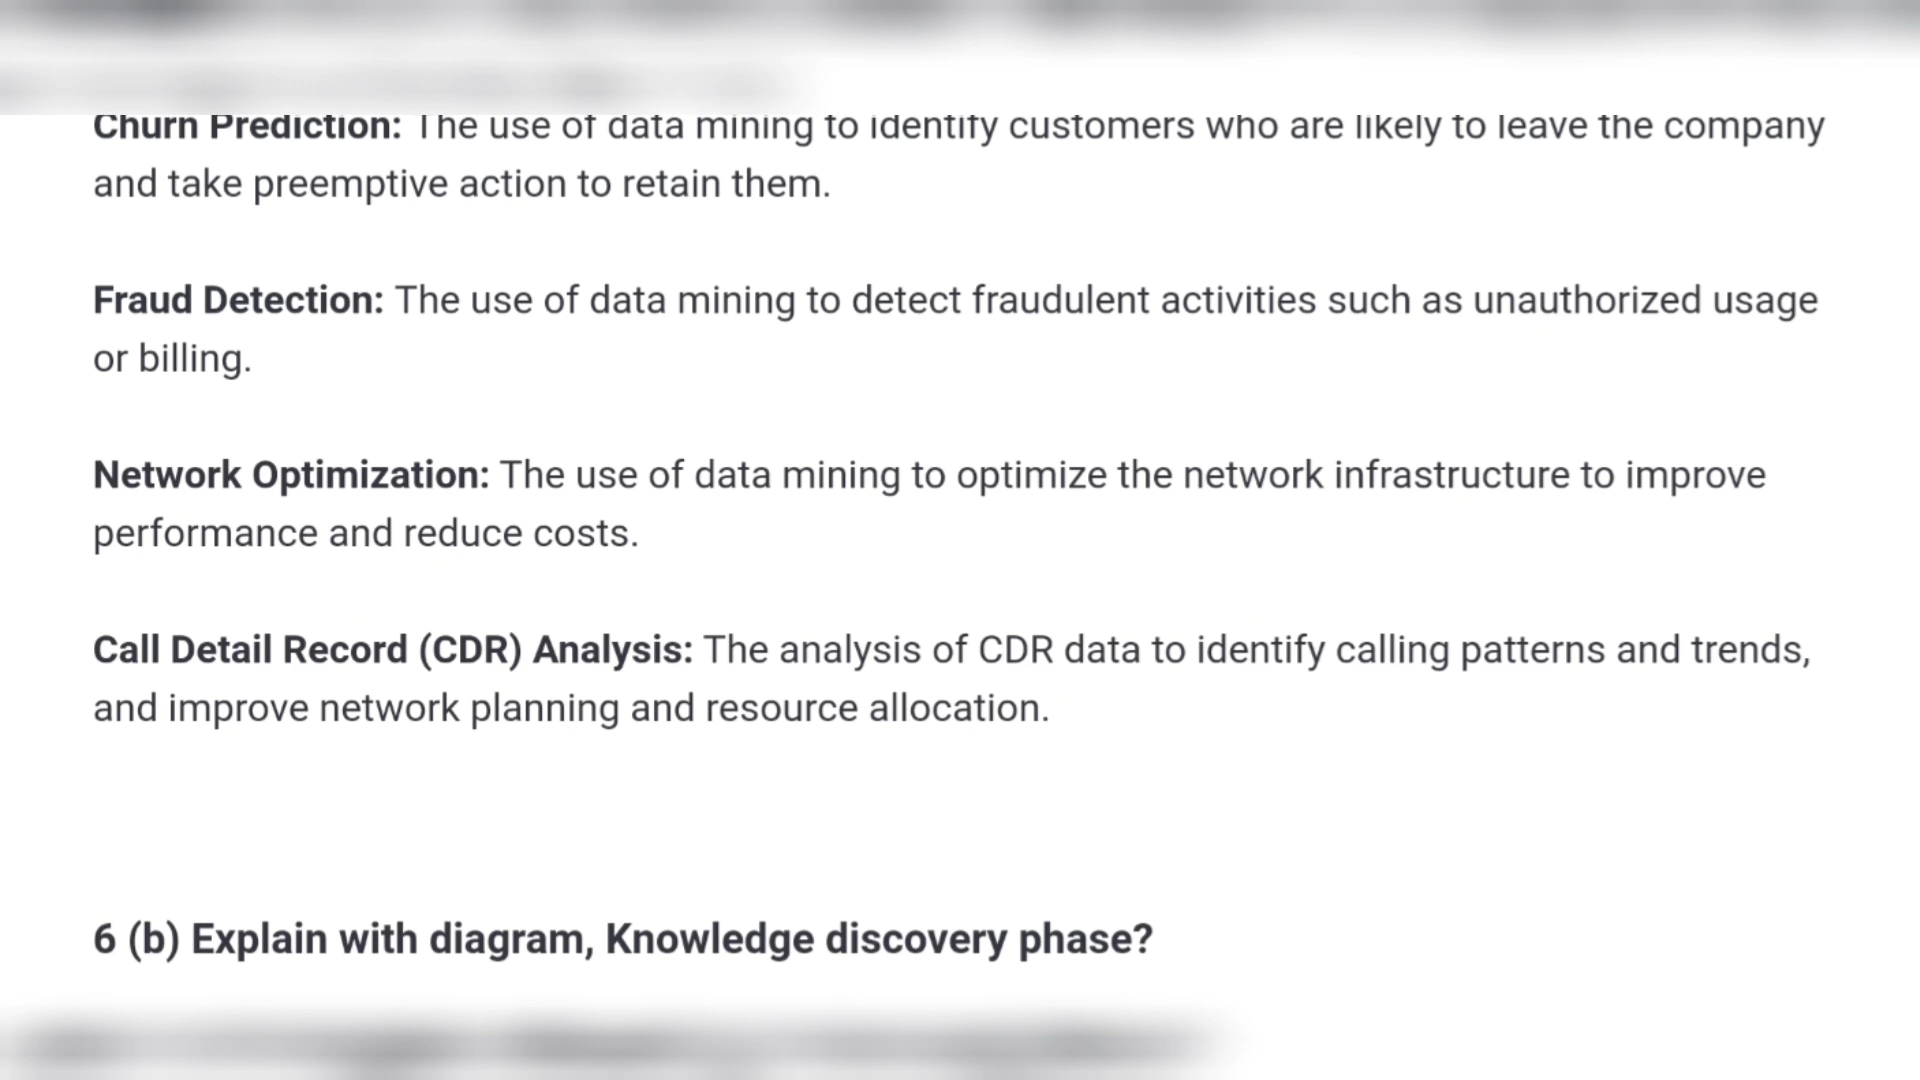 Churn Prediction: The use of data mining to identify customers who are likely to leave the company
and take preemptive action to retain them.
Fraud Detection: The use of data mining to detect fraudulent activities such as unauthorized usage
or billing.
Network Optimization: The use of data mining to optimize the network infrastructure to improve
performance and reduce costs.
Call Detail Record (CDR) Analysis: The analysis of CDR data to identify calling patterns and trends,
and improve network planning and resource allocation.
6 (b) Explain with diagram, Knowledge discovery phase?